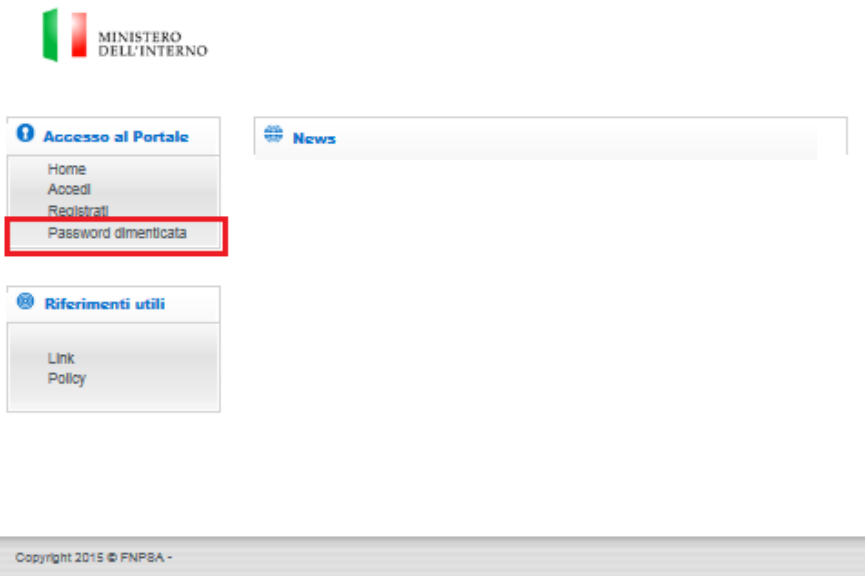 MINISTERO
DELL'INTERNO
Accesso al Portale
Home
Accedi
Registrati
Password dimenticata
News
Riferimenti utili
Link
Policy
Copyright 2015 © FNPSA -